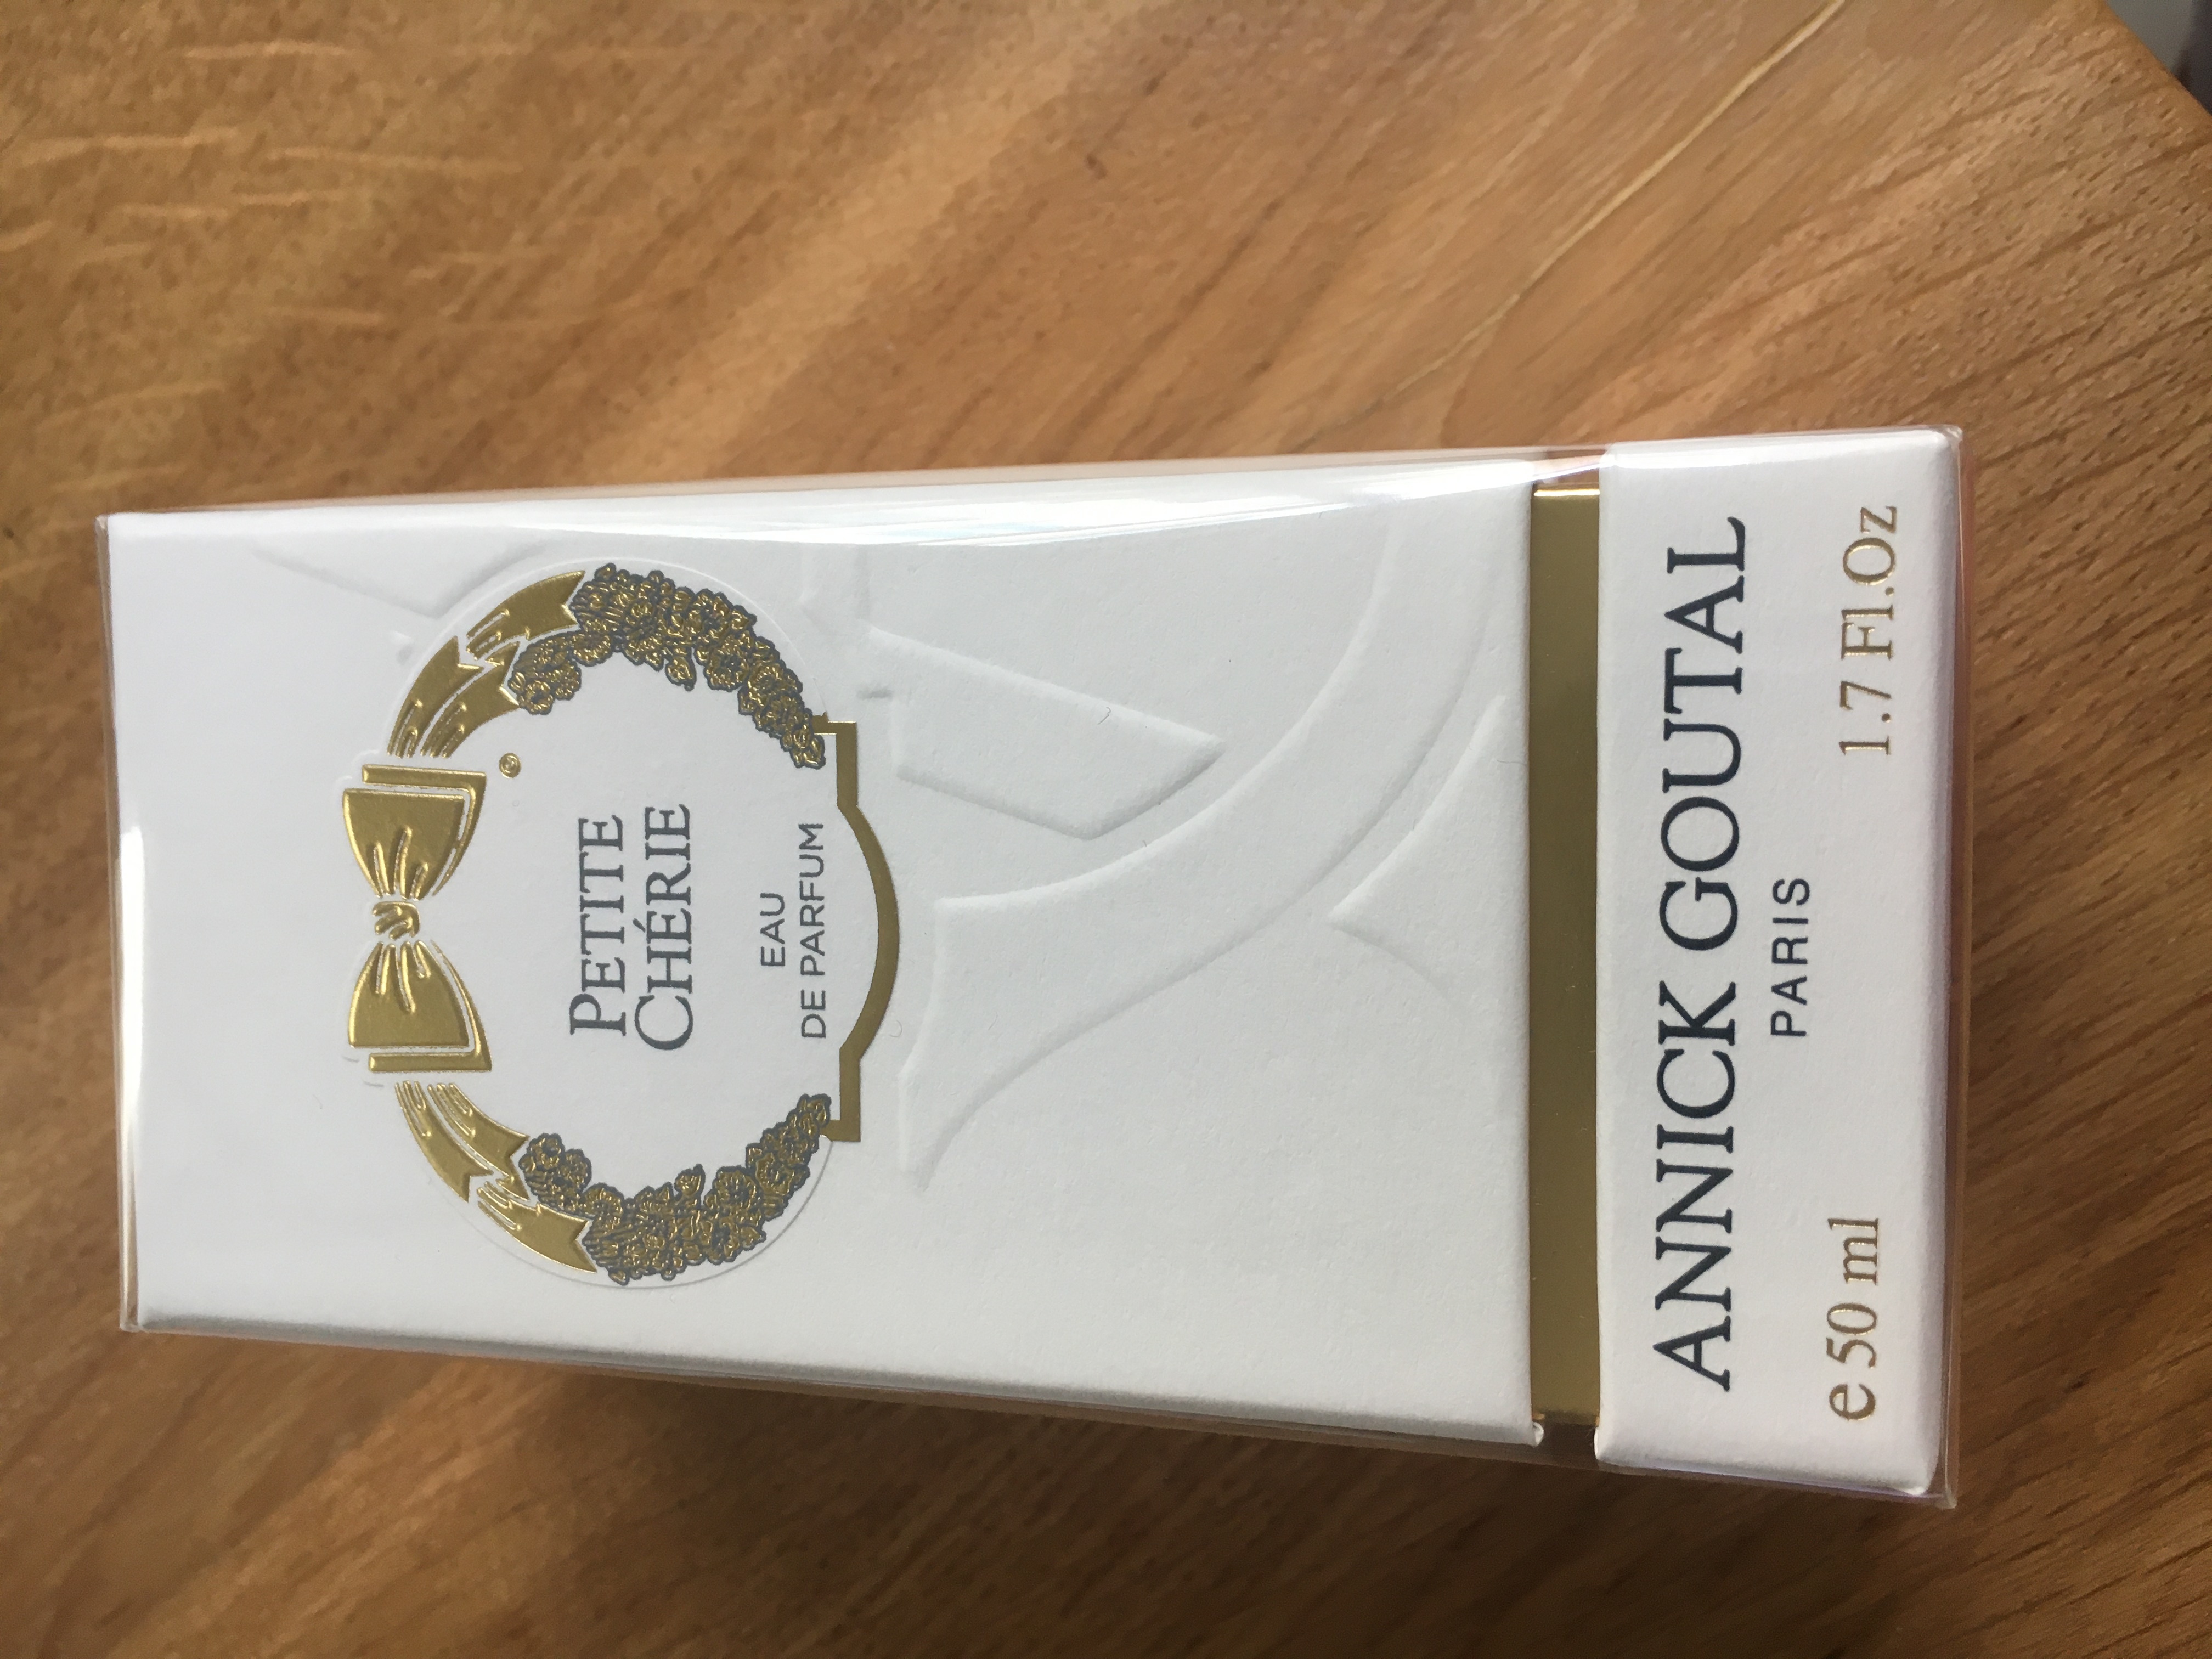 PETITE
CHÉRIE
EAU
DE PARFUM
ANNICK GOUTAL
PARIS
e 50 ml 1.7 Fl.Oz